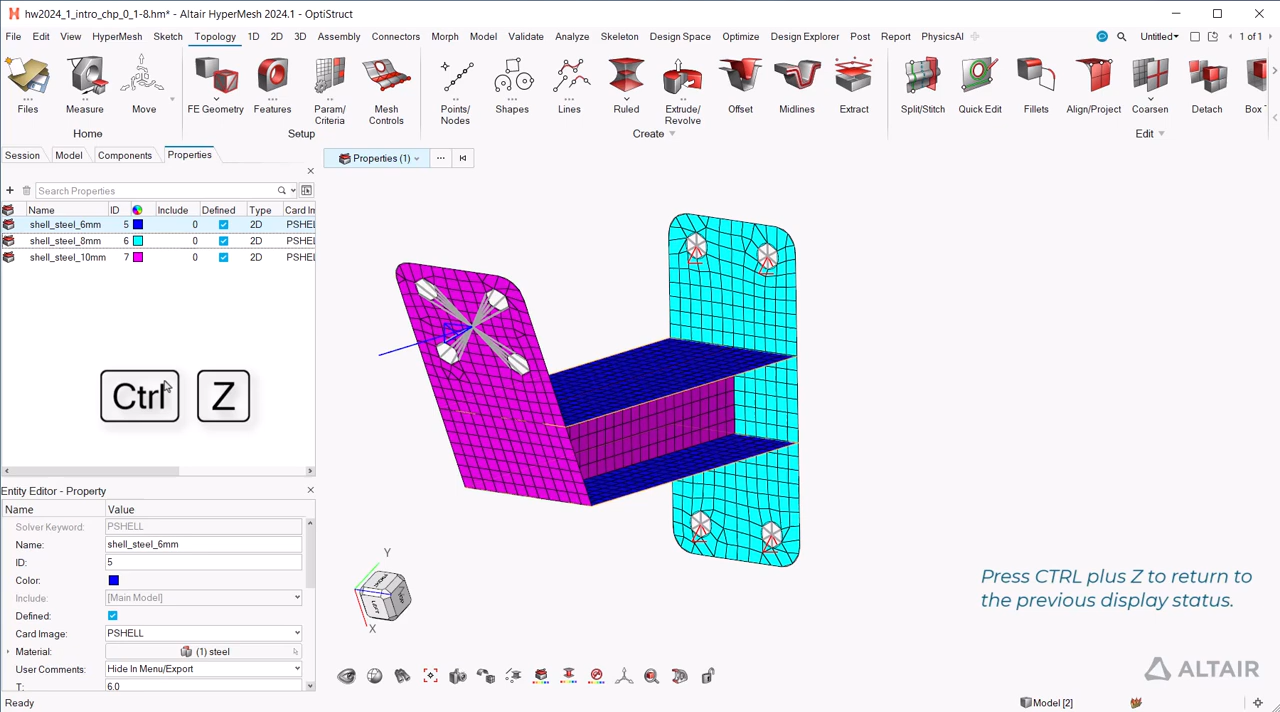 hw2024_1_intro_chp_0_1-8.hm* - Altair HyperMesh 2024.1 - OptiStruct
File Edit View HyperMesh Sketch Topology 1D 2D 3D Assembly Connectors Morph Model Validate Analyze Skeleton Design Space Optimize Design Explorer Post Report PhysicsAI Untitled 1 of 1
Files Measure Move FE Geometry Features Param/ Criteria Mesh Controls Points/ Nodes Shapes Lines Ruled Extrude/ Revolve Offset Midlines Extract Split/Stitch Quick Edit Fillets Align/Project Coarsen Detach Box
Home Setup Create Edit
Session Model Components Properties
Properties (1) ...
Search Properties
Name ID Include Defined Type Card Im
shell_steel_6mm 5 0 2D PSHELL
shell_steel_8mm 6 0 2D PSHELL
shell_steel_10mm 7 0 2D PSHELL
Ctrl Z
Entity Editor - Property
Name Value
Solver Keyword: PSHELL
Name: shell_steel_6mm
ID: 5
Color:
Include: [Main Model]
Defined:
Card Image: PSHELL
Material: (1) steel
User Comments: Hide In Menu/Export
T: 6.0
Y
LEFT
X
Press CTRL plus Z to return to
the previous display status.
ALTAIR
Ready Model [2]